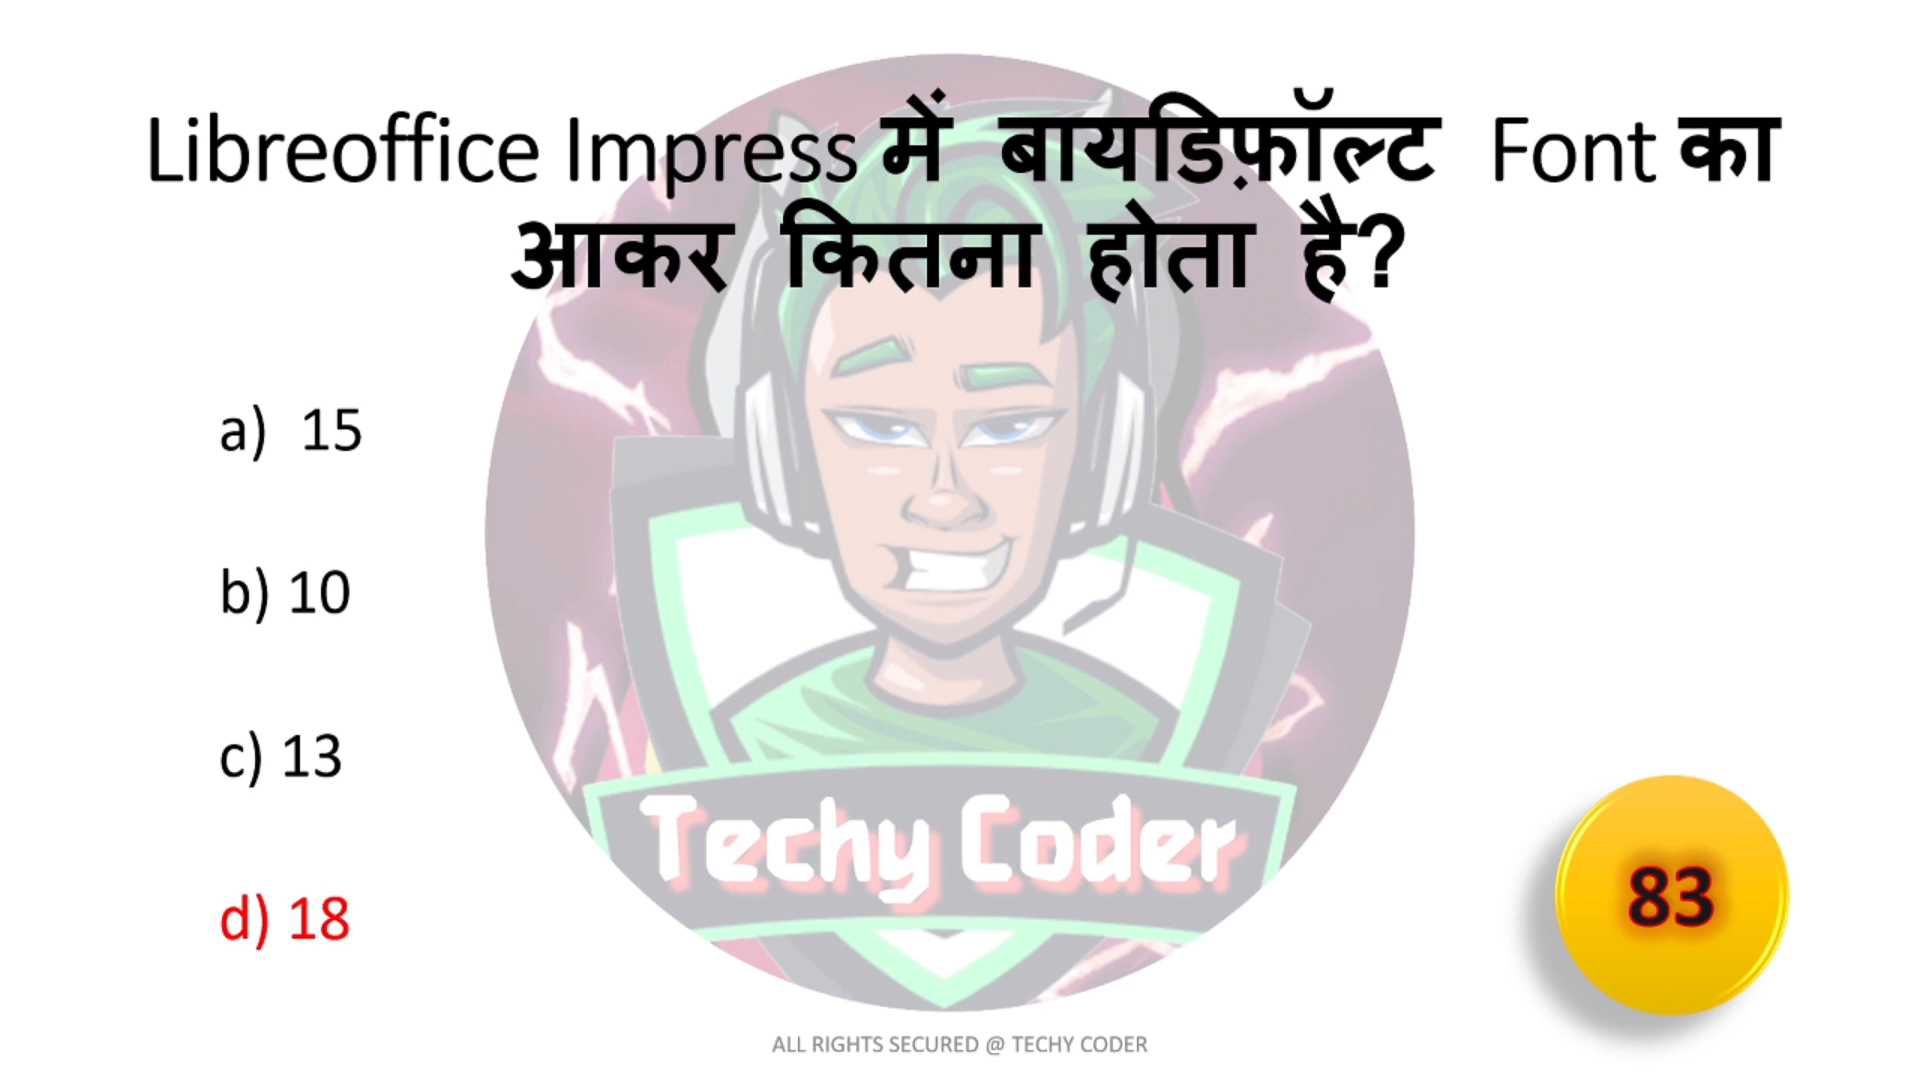 Libreoffice Impress में बायडिफ़ॉल्ट Font का
आकर कितना होता है?
a) 15
b) 10
c) 13
d) 18
Techy Coder
83
ALL RIGHTS SECURED @ TECHY CODER